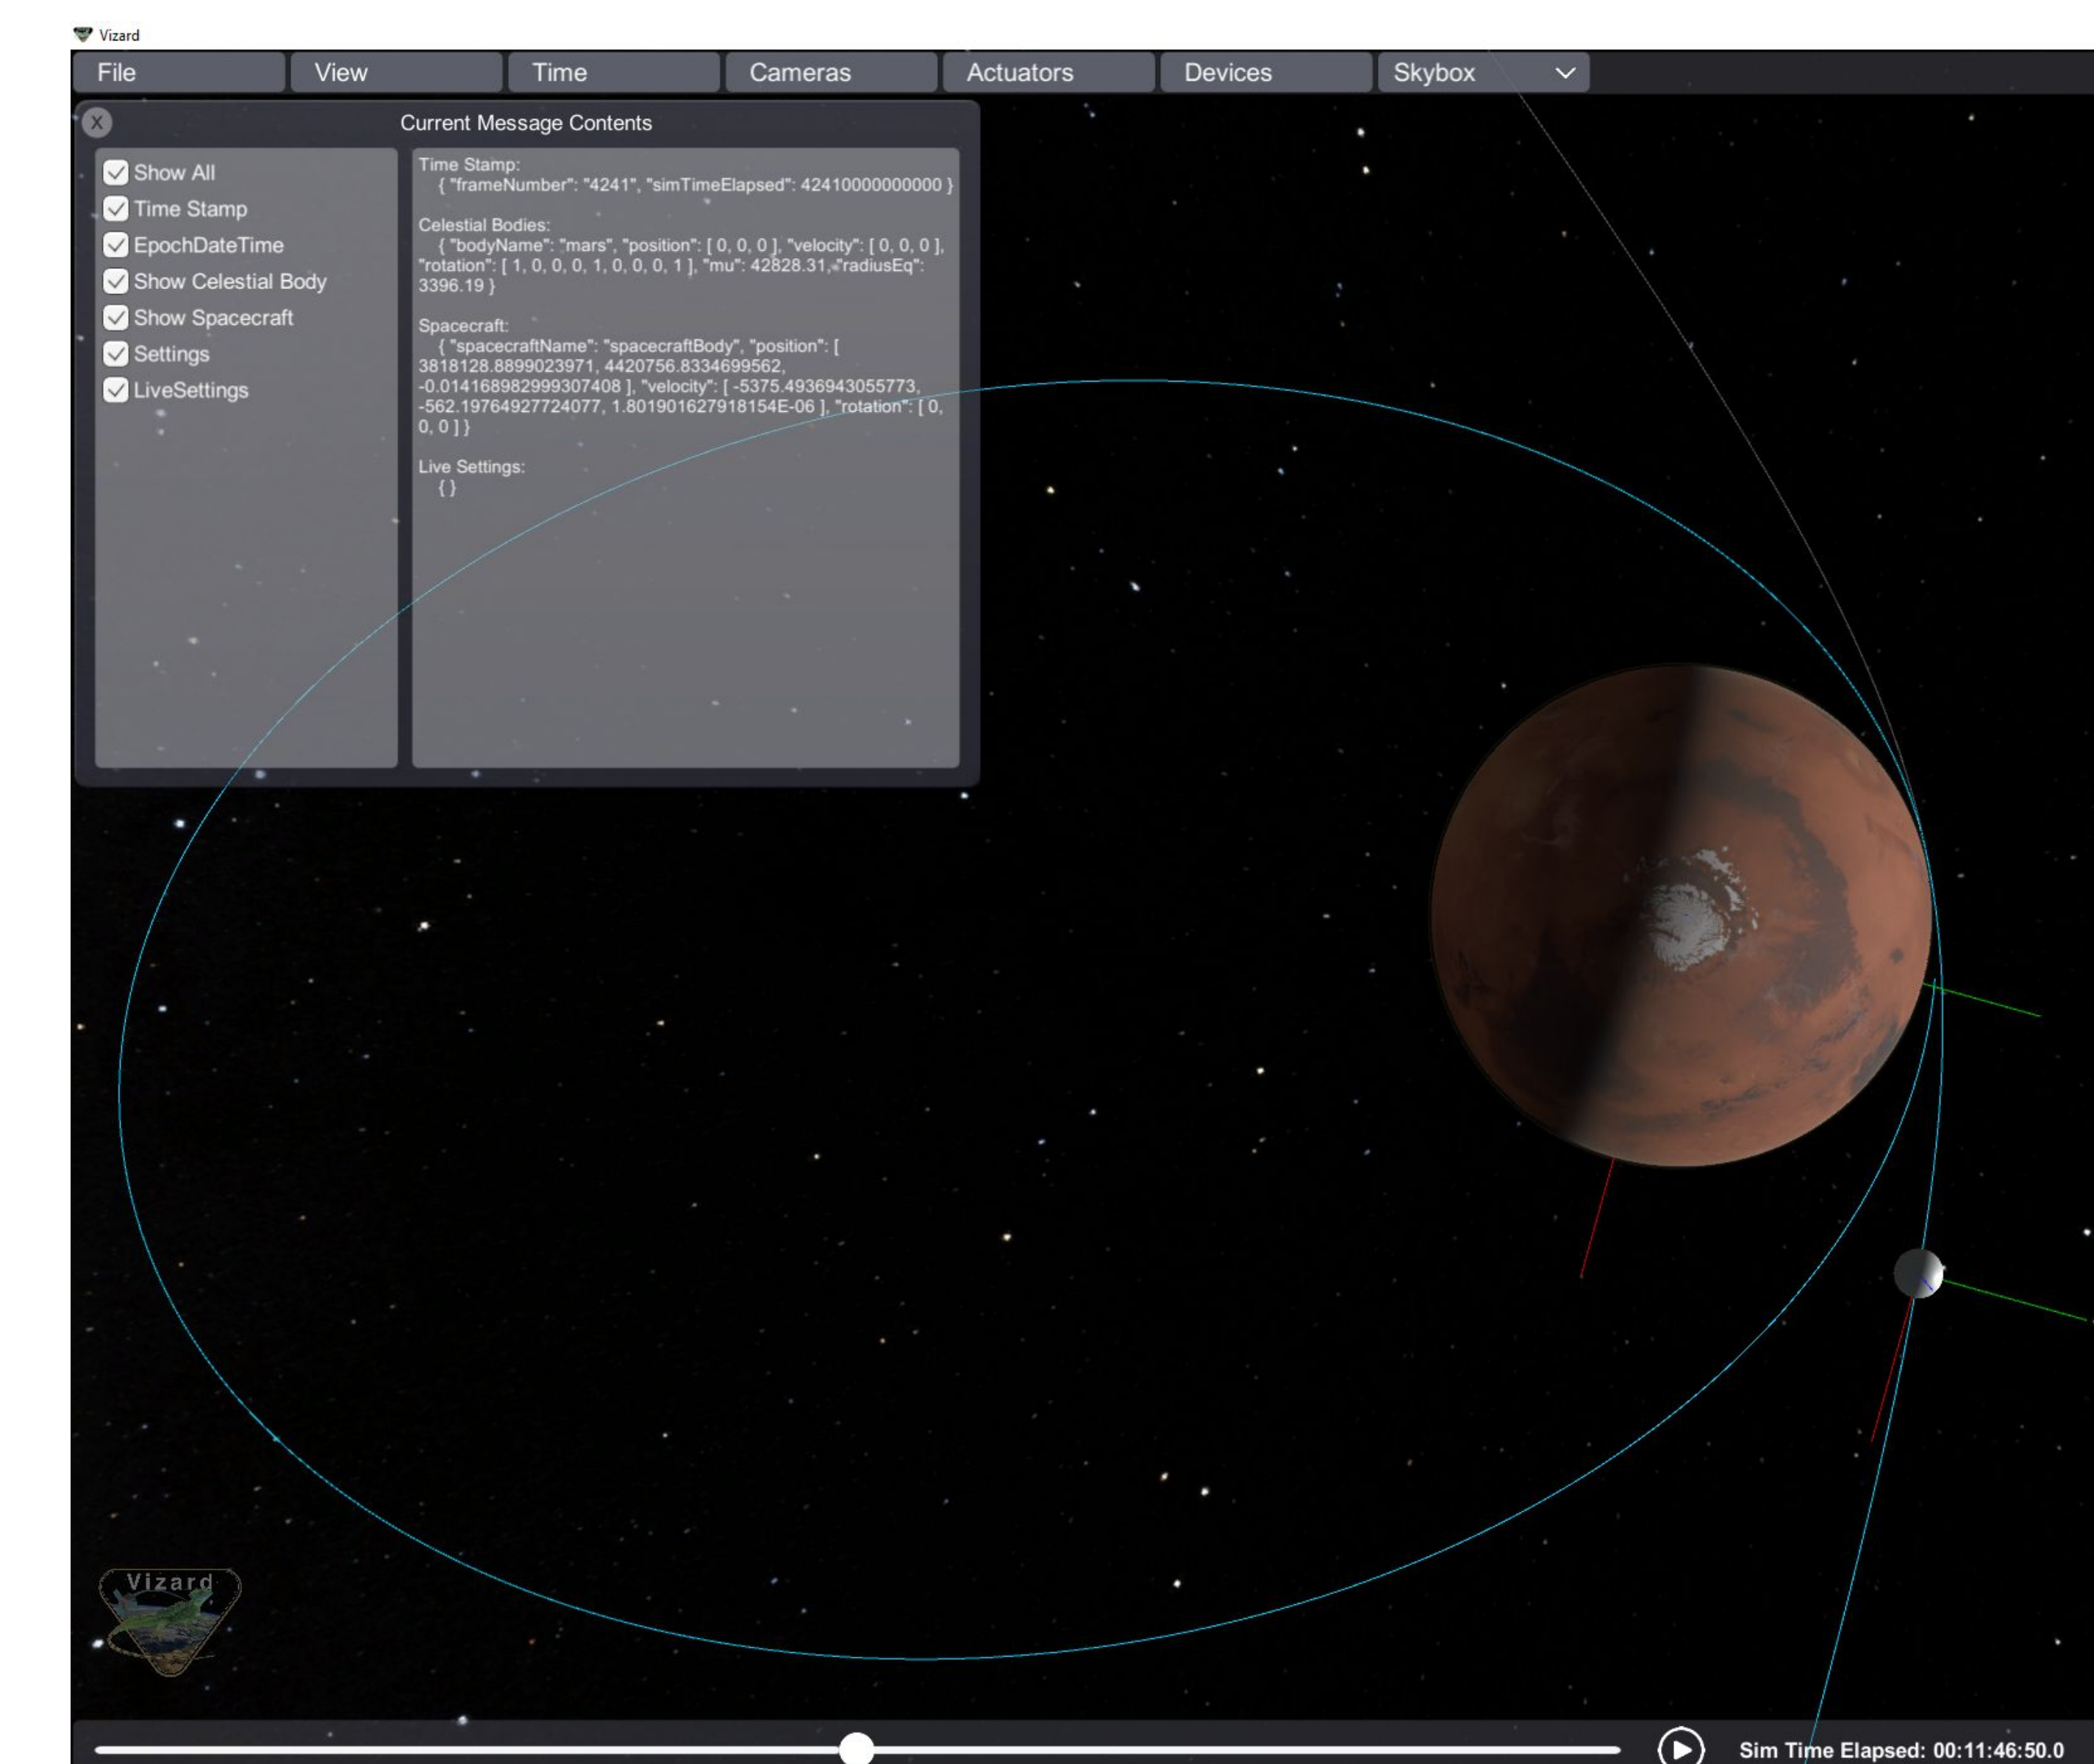 Vizard
File
View
Time
Cameras
Actuators
Devices
Skybox
X
Current Message Contents
Show All
Time Stamp
EpochDateTime
Show Celestial Body
Show Spacecraft
Settings
LiveSettings
Time Stamp:
{ "frameNumber": "4241", "simTimeElapsed": 42410000000000 }
Celestial Bodies:
{ "bodyName": "mars", "position": [ 0, 0, 0 ], "velocity": [ 0, 0, 0 ],
"rotation": [ 1, 0, 0, 0, 1, 0, 0, 0, 1 ], "mu": 42828.31, "radiusEq":
3396.19 }
Spacecraft:
{ "spacecraftName": "spacecraftBody", "position": [
3818128.8899023971, 4420756.8334699562,
-0.014168982999307408 ], "velocity": [ -5375.4936943055773,
-562.19764927724077, 1.801901627918154E-06 ], "rotation": [ 0,
0, 0 ] }
Live Settings:
{ }
Vizard
Sim Time Elapsed: 00:11:46:50.0